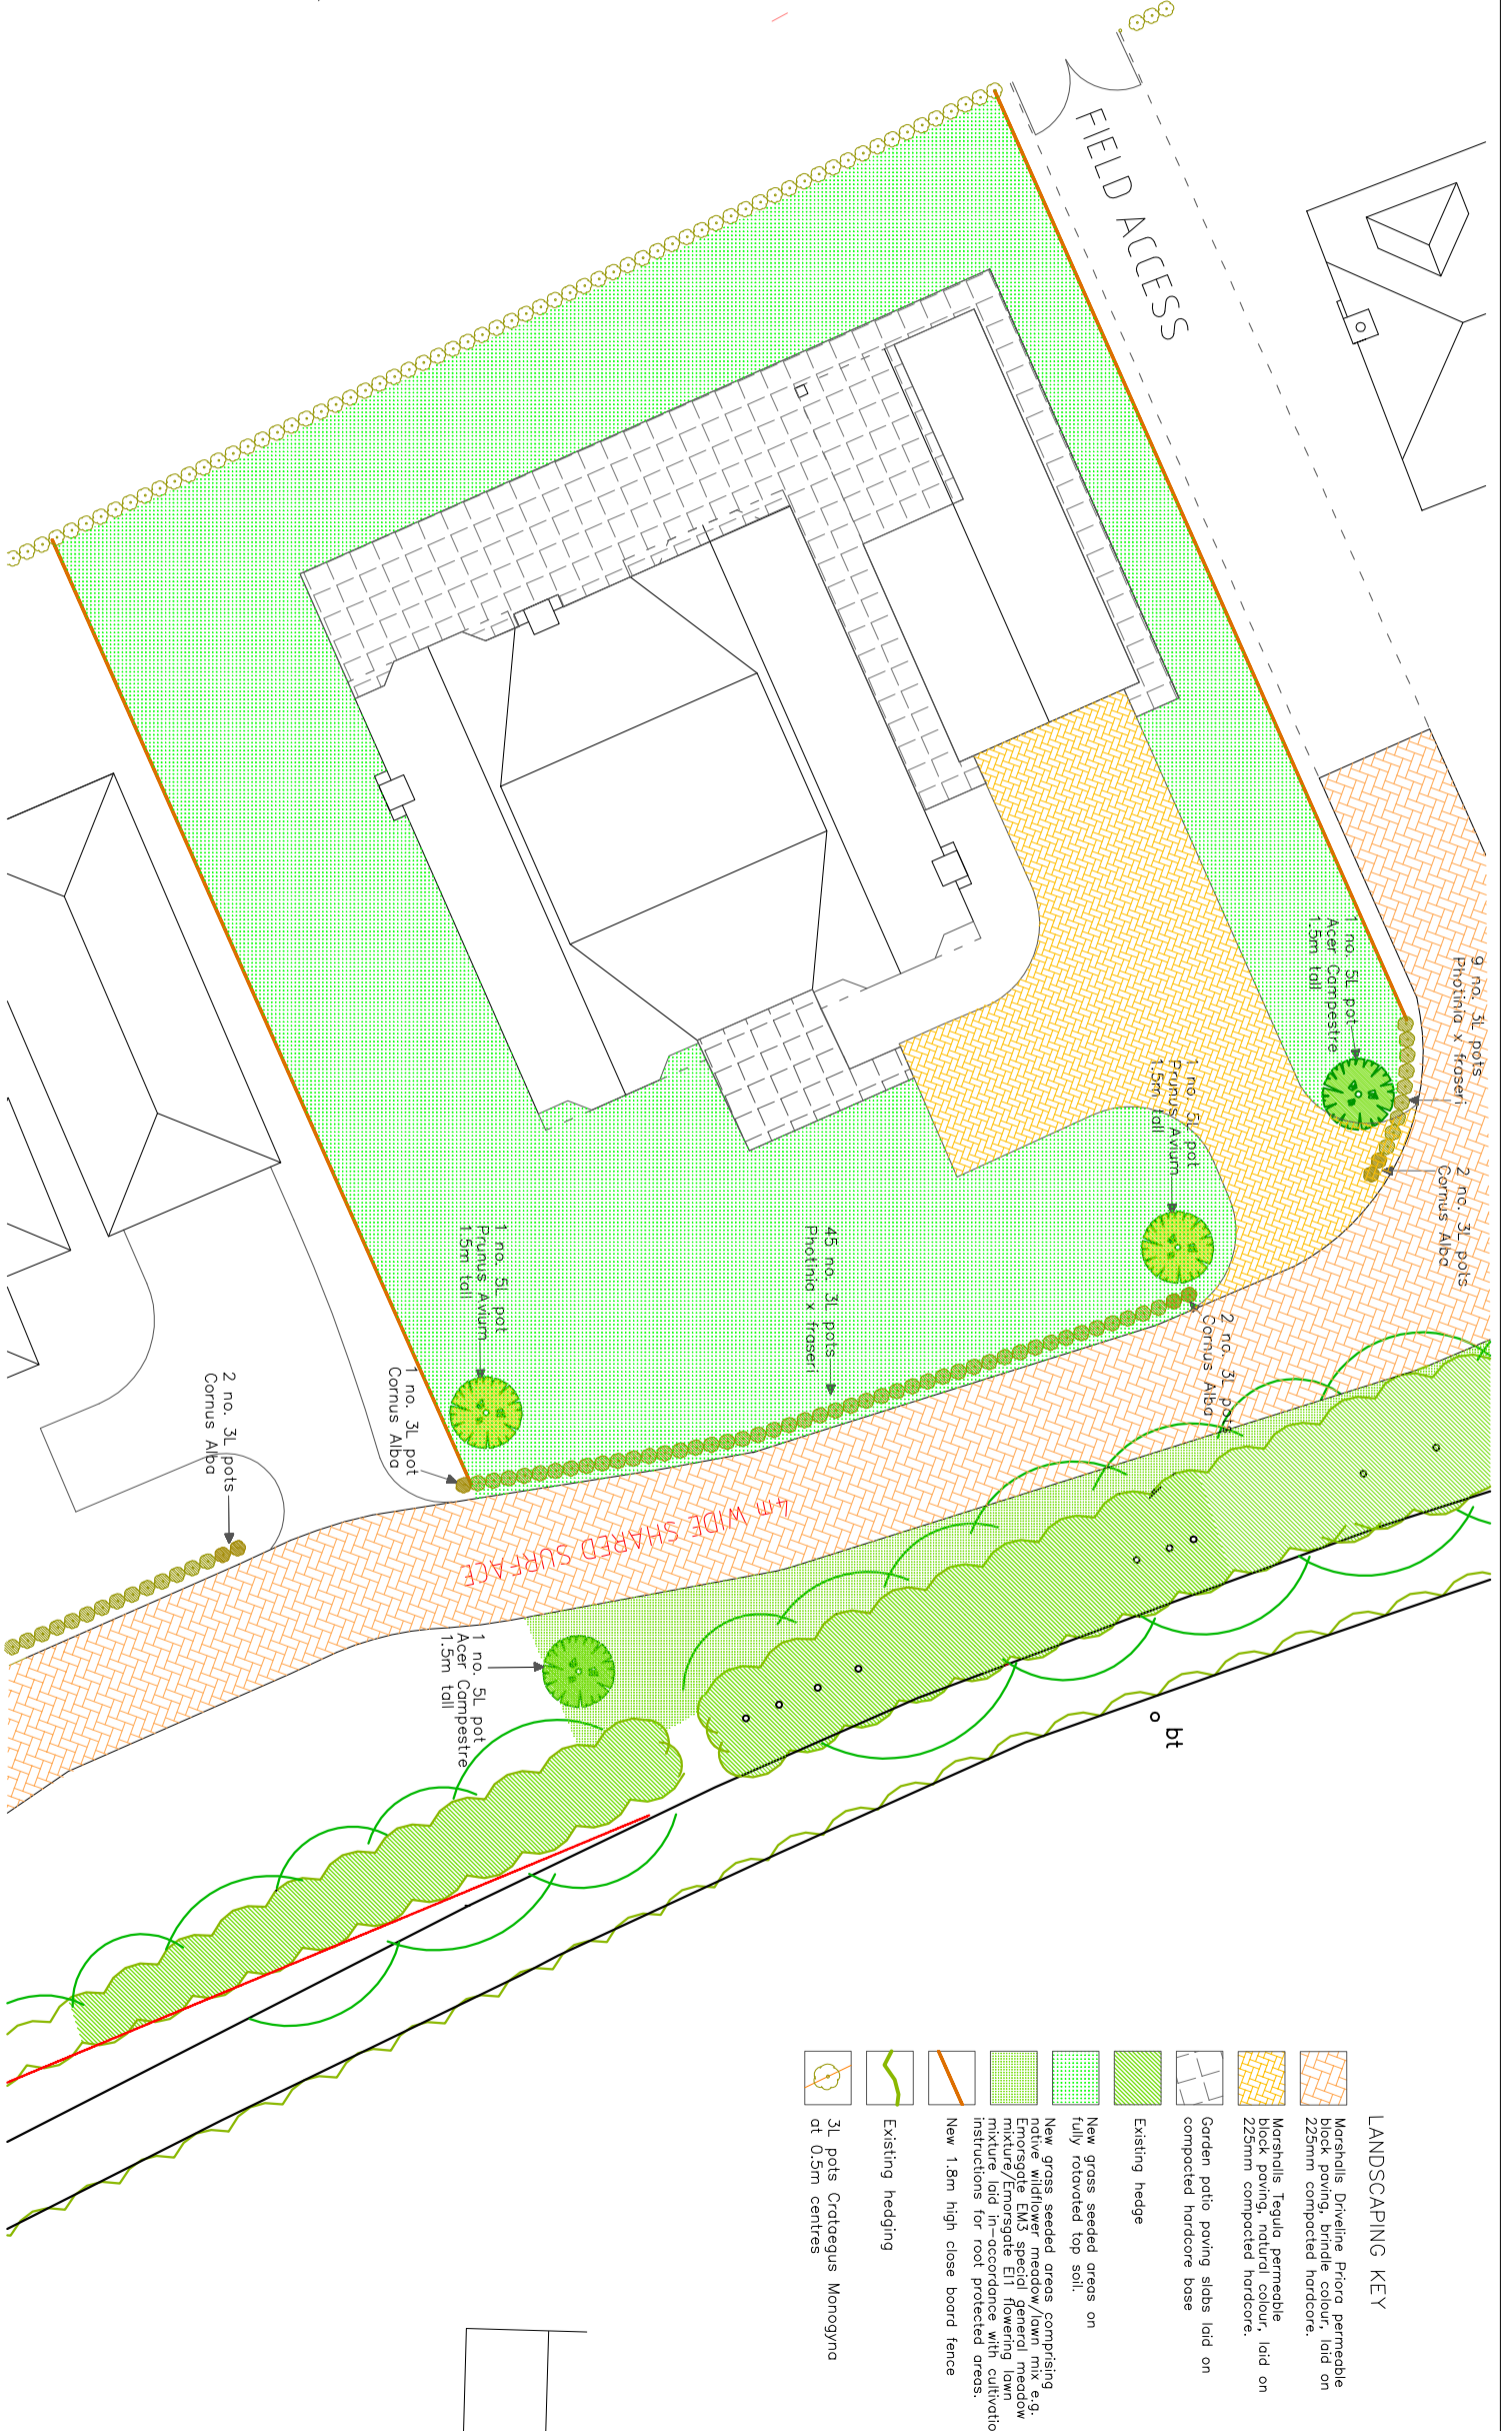 FIELD ACCESS
9 no. 3L pots
Photinia x fraseri
1 no. 5L pot
Acer Campestre
1.5m tall
2 no. 3L pots
Cornus Alba
1 no. 5L pot
Prunus Avium
1.5m tall
2 no. 3L pots
Cornus Alba
45 no. 3L pots
Photinia x fraseri
1 no. 5L pot
Prunus Avium
1.5m tall
1 no. 3L pot
Cornus Alba
2 no. 3L pots
Cornus Alba
4m WIDE SHARED SURFACE
1 no. 5L pot
Acer Campestre
1.5m tall
bt
LANDSCAPING KEY
Marshalls Driveline Priora permeable
block paving, brindle colour, laid on
225mm compacted hardcore.
Marshalls Tegula permeable
block paving, natural colour, laid on
225mm compacted hardcore.
Garden patio paving slabs laid on
compacted hardcore base
Existing hedge
New grass seeded areas on
fully rotavated top soil.
New grass seeded areas comprising
native wildflower meadow/lawn mix e.g.
Emorsgate EM3 special general meadow
mixture/Emorsgate El1 flowering lawn
mixture laid in-accordance with cultivatio
instructions for root protected areas.
New 1.8m high close board fence
Existing hedging
3L pots Crataegus Monogyna
at 0.5m centres